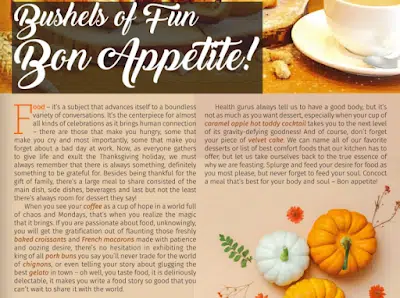 Bushels of Fun
Bon Appetite!
Food – it's a subject that advances itself to a boundless
variety of conversations. It's the centerpiece for almost
all kinds of celebrations as it brings human connection
– there are those that make you hungry, some that
make you cry and most importantly, some that make you
forget about a bad day at work. Now, as everyone gathers
to give life and exult the Thanksgiving holiday, we must
always remember that there is always something, definitely
something to be grateful for. Besides being thankful for the
gift of family, there's a large meal to share consisted of the
main dish, side dishes, beverages and last but not the least
there's always room for dessert they say!
When you see your coffee as a cup of hope in a world full
of chaos and Mondays, that's when you realize the magic
that it brings. If you are passionate about food, unknowingly,
you will get the gratification out of flaunting those freshly
baked croissants and French macarons made with patience
and oozing desire; there's no hesitation in exhibiting the
king of all pork buns you say you'll never trade for the world
of chignons, or even telling your story about glugging the
best gelato in town – oh well, you taste food, it is deliriously
delectable, it makes you write a food story so good that you
can't wait to share it with the world.
Health gurus always tell us to have a good body, but it's
not as much as you want dessert, especially when your cup of
caramel apple hot toddy cocktail takes you to the next level
of its gravity-defying goodness! And of course, don't forget
your piece of velvet cake. We can name all of our favorite
desserts or list of best comfort foods that our kitchen has to
offer, but let us take ourselves back to the true essence of
why we are feasting. Splurge and feed your desire for food as
you most please, but never forget to feed your soul. Concoct
a meal that's best for your body and soul – Bon appetite!